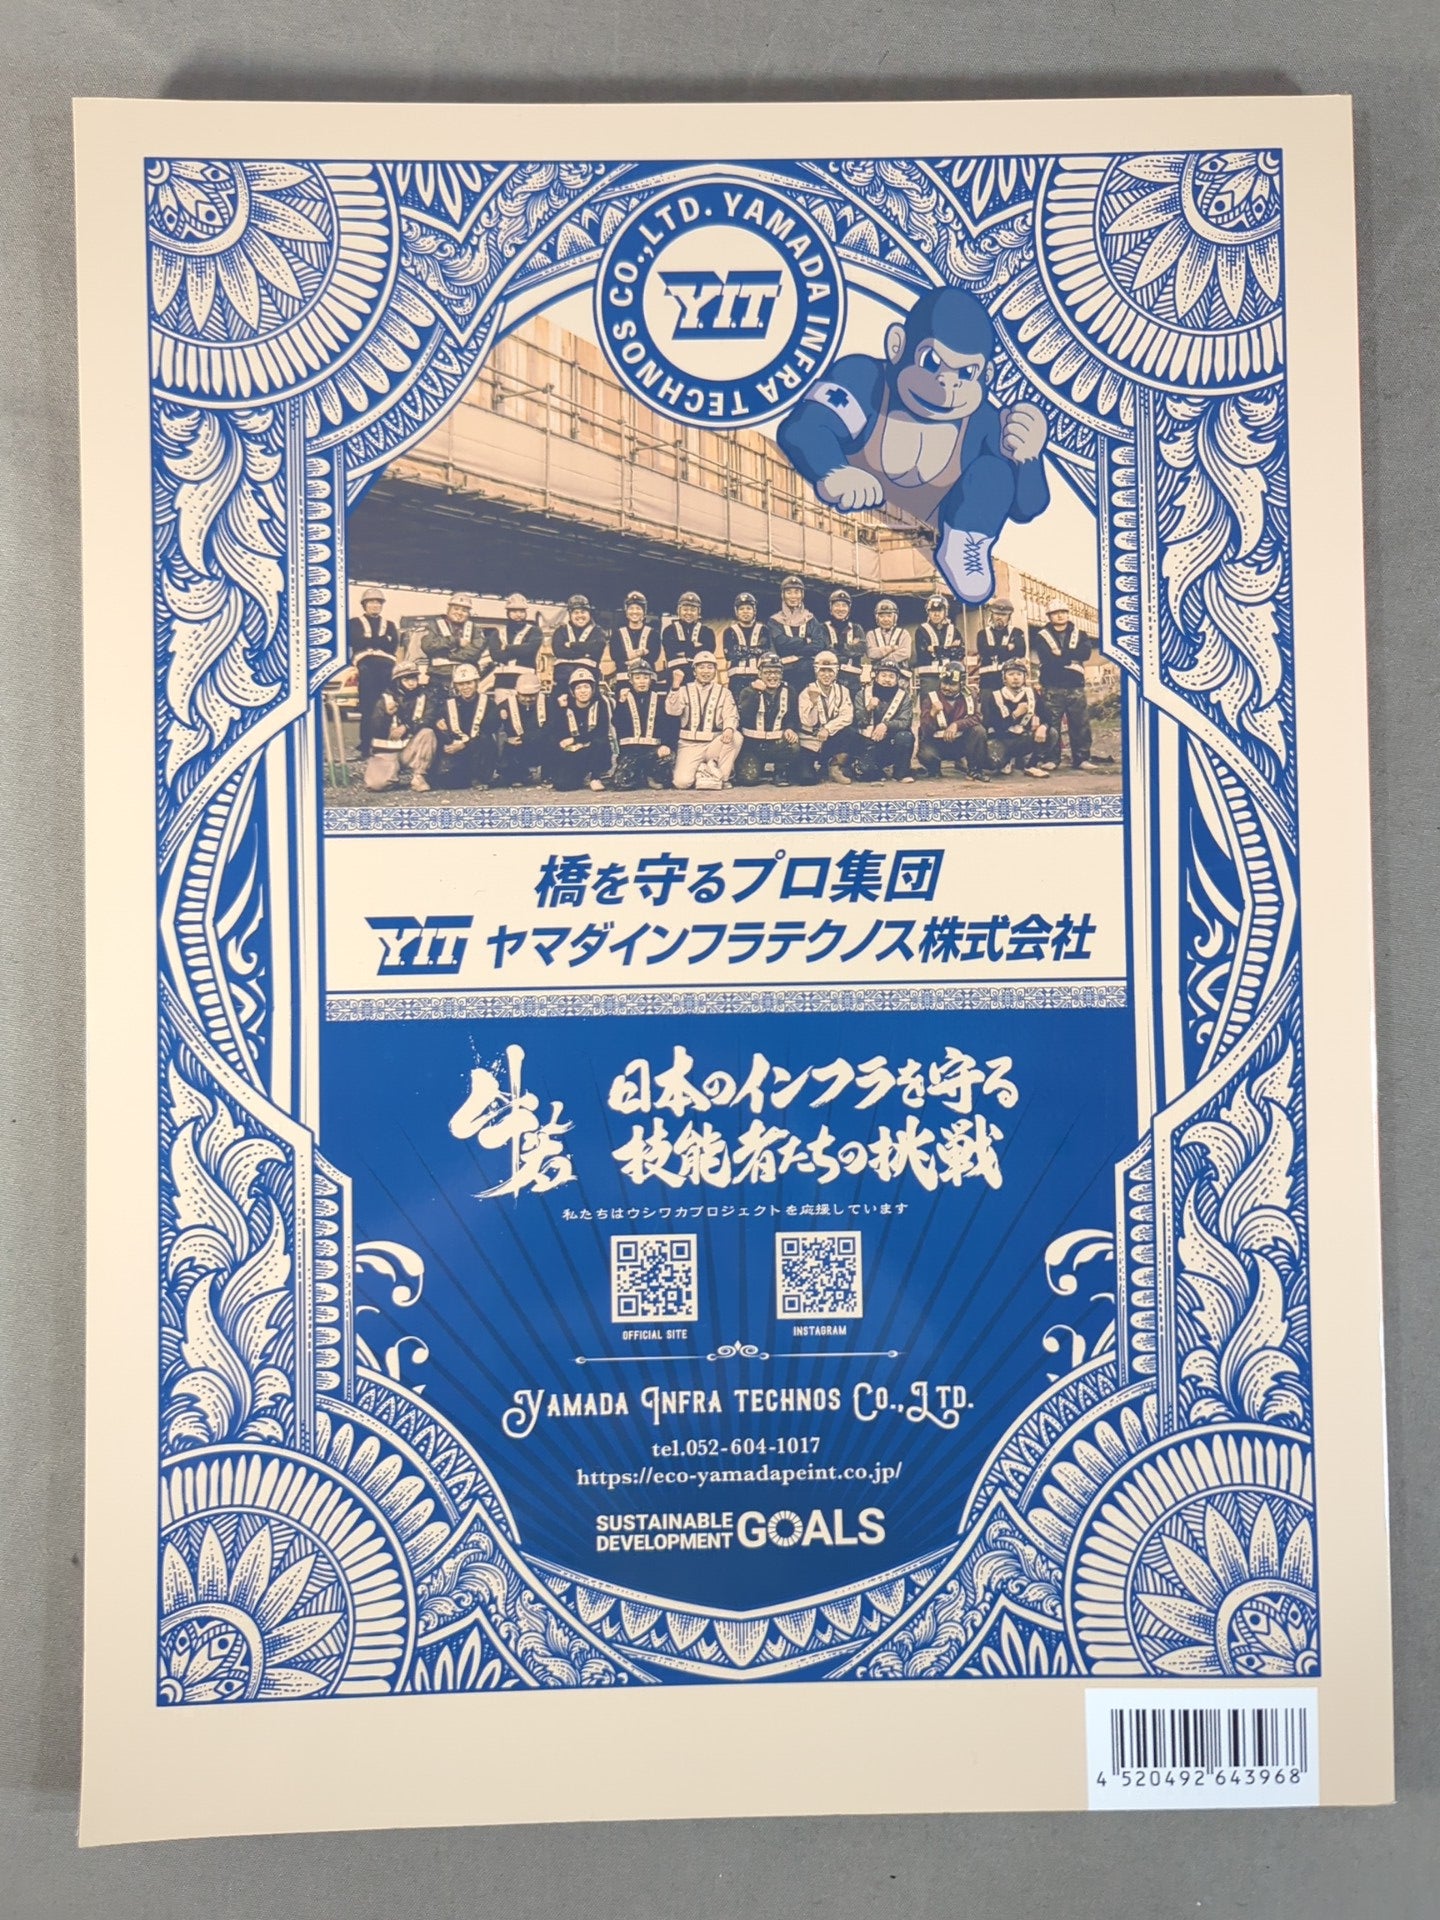 YAMADA INFRA TECHNOS CO.,LTD.
Y.I.T.
橋を守るプロ集団
Y.I.T. ヤマダインフラテクノス株式会社
牛若
日本のインフラを守る
技能者たちの挑戦
私たちはウシワカプロジェクトを応援しています
OFFICIAL SITE
INSTAGRAM
YAMADA INFRA TECHNOS CO.,LTD.
tel.052-604-1017
https://eco-yamadapeint.co.jp/
SUSTAINABLE
DEVELOPMENT GOALS
4 520492 643968